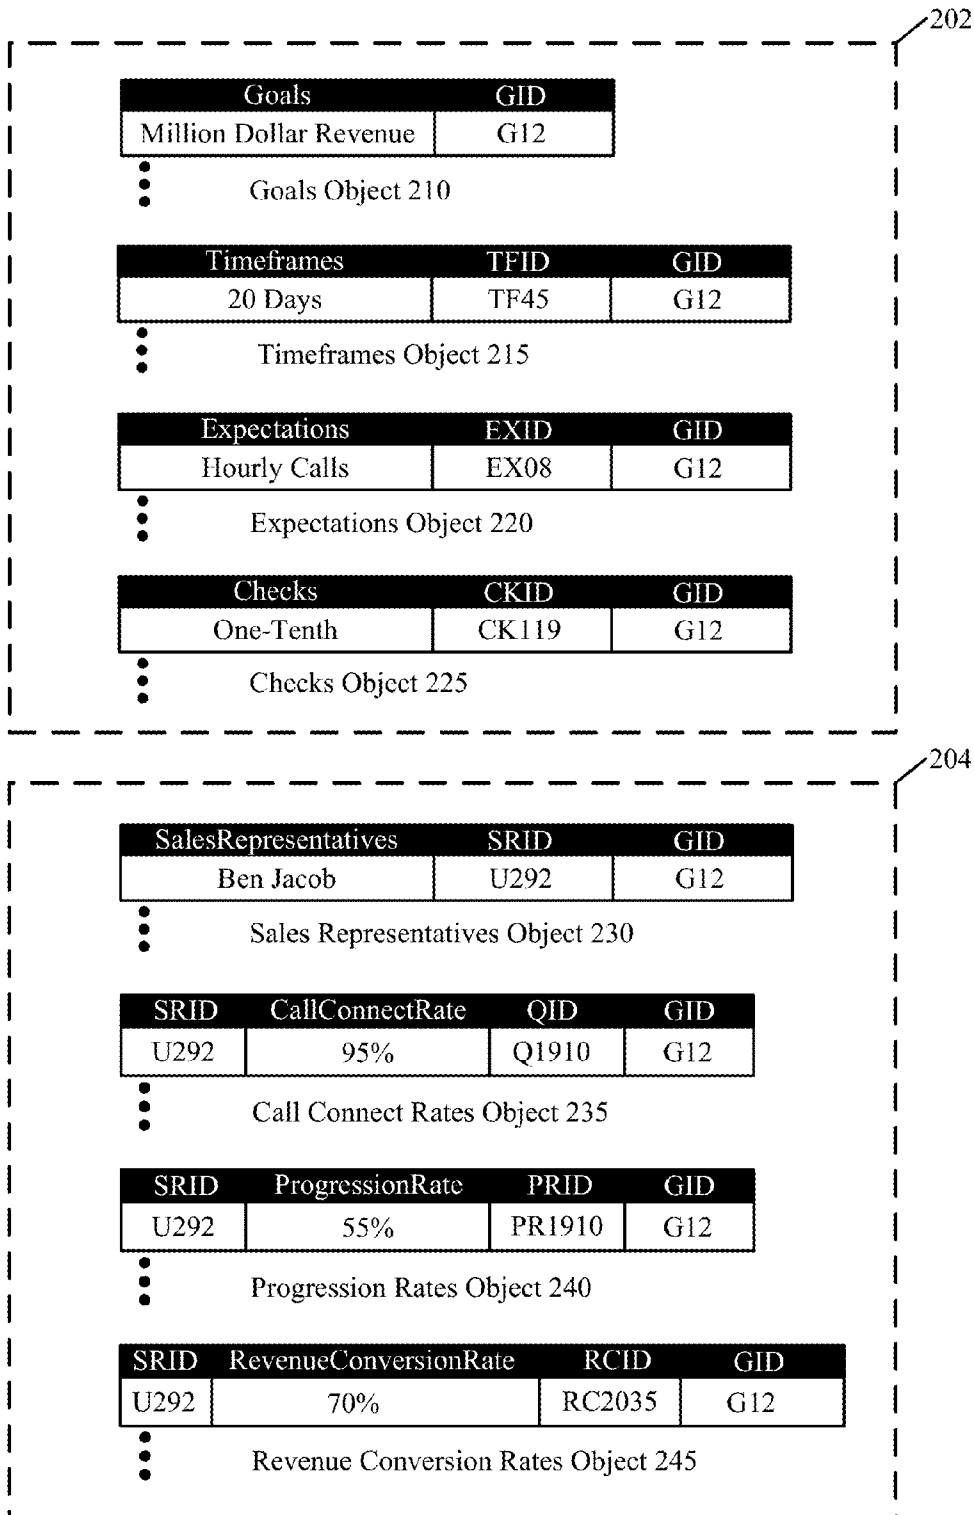 202
Goals GID
Million Dollar Revenue G12
Goals Object 210
Timeframes TFID GID
20 Days TF45 G12
Timeframes Object 215
Expectations EXID GID
Hourly Calls EX08 G12
Expectations Object 220
Checks CKID GID
One-Tenth CK119 G12
Checks Object 225
204
SalesRepresentatives SRID GID
Ben Jacob U292 G12
Sales Representatives Object 230
SRID CallConnectRate QID GID
U292 95% Q1910 G12
Call Connect Rates Object 235
SRID ProgressionRate PRID GID
U292 55% PR1910 G12
Progression Rates Object 240
SRID RevenueConversionRate RCID GID
U292 70% RC2035 G12
Revenue Conversion Rates Object 245